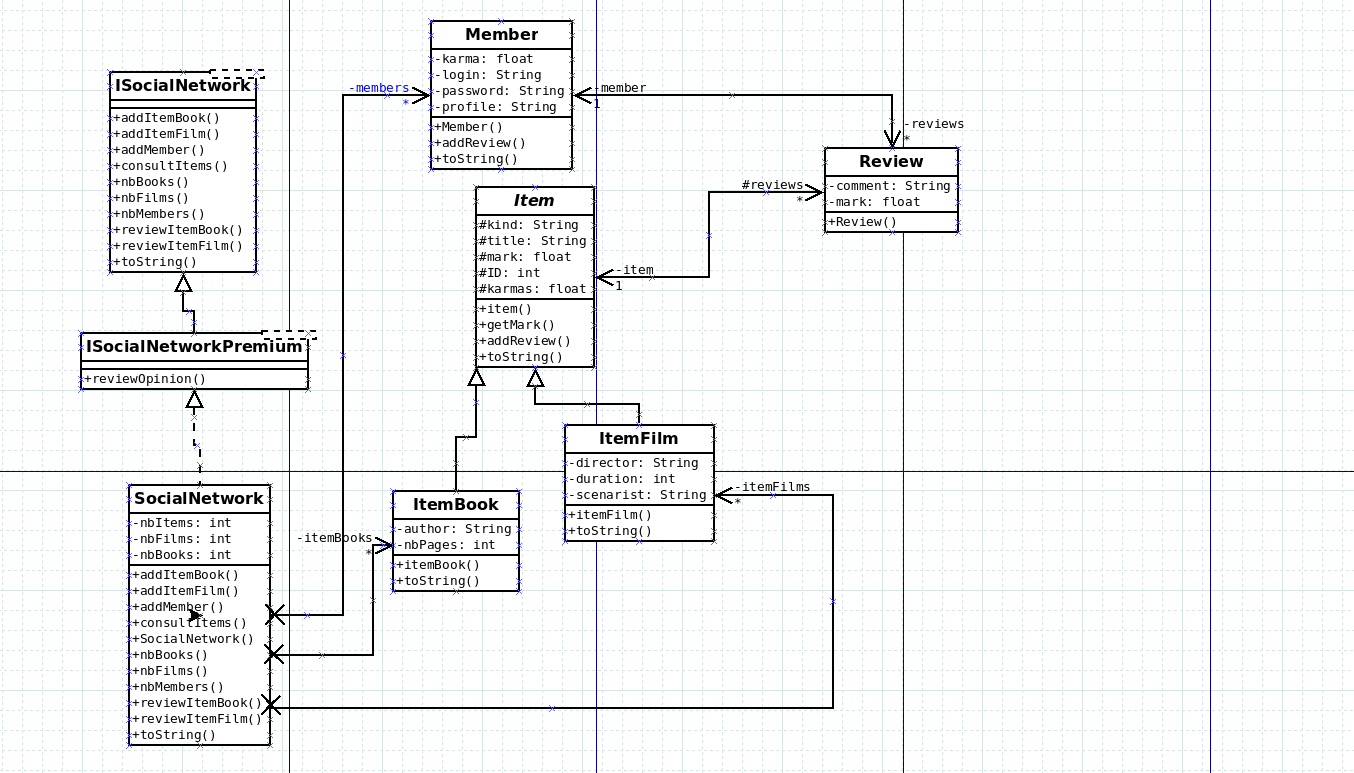 Member
-karma: float
-login: String
-password: String
-profile: String
+Member()
+addReview()
+toString()
ISocialNetwork
+addItemBook()
+addItemFilm()
+addMember()
+consultItems()
+nbBooks()
+nbFilms()
+nbMembers()
+reviewItemBook()
+reviewItemFilm()
+toString()
-members
*
-member
1
-reviews
*
Review
-comment: String
-mark: float
+Review()
#reviews
*
Item
#kind: String
#title: String
#mark: float
#ID: int
#karmas: float
+item()
+getMark()
+addReview()
+toString()
-item
1
ISocialNetworkPremium
+reviewOpinion()
ItemFilm
-director: String
-duration: int
-scenarist: String
+itemFilm()
+toString()
-itemFilms
*
SocialNetwork
-nbItems: int
-nbFilms: int
-nbBooks: int
+addItemBook()
+addItemFilm()
+addMember()
+consultItems()
+SocialNetwork()
+nbBooks()
+nbFilms()
+nbMembers()
+reviewItemBook()
+reviewItemFilm()
+toString()
-itemBooks
*
ItemBook
-author: String
-nbPages: int
+itemBook()
+toString()